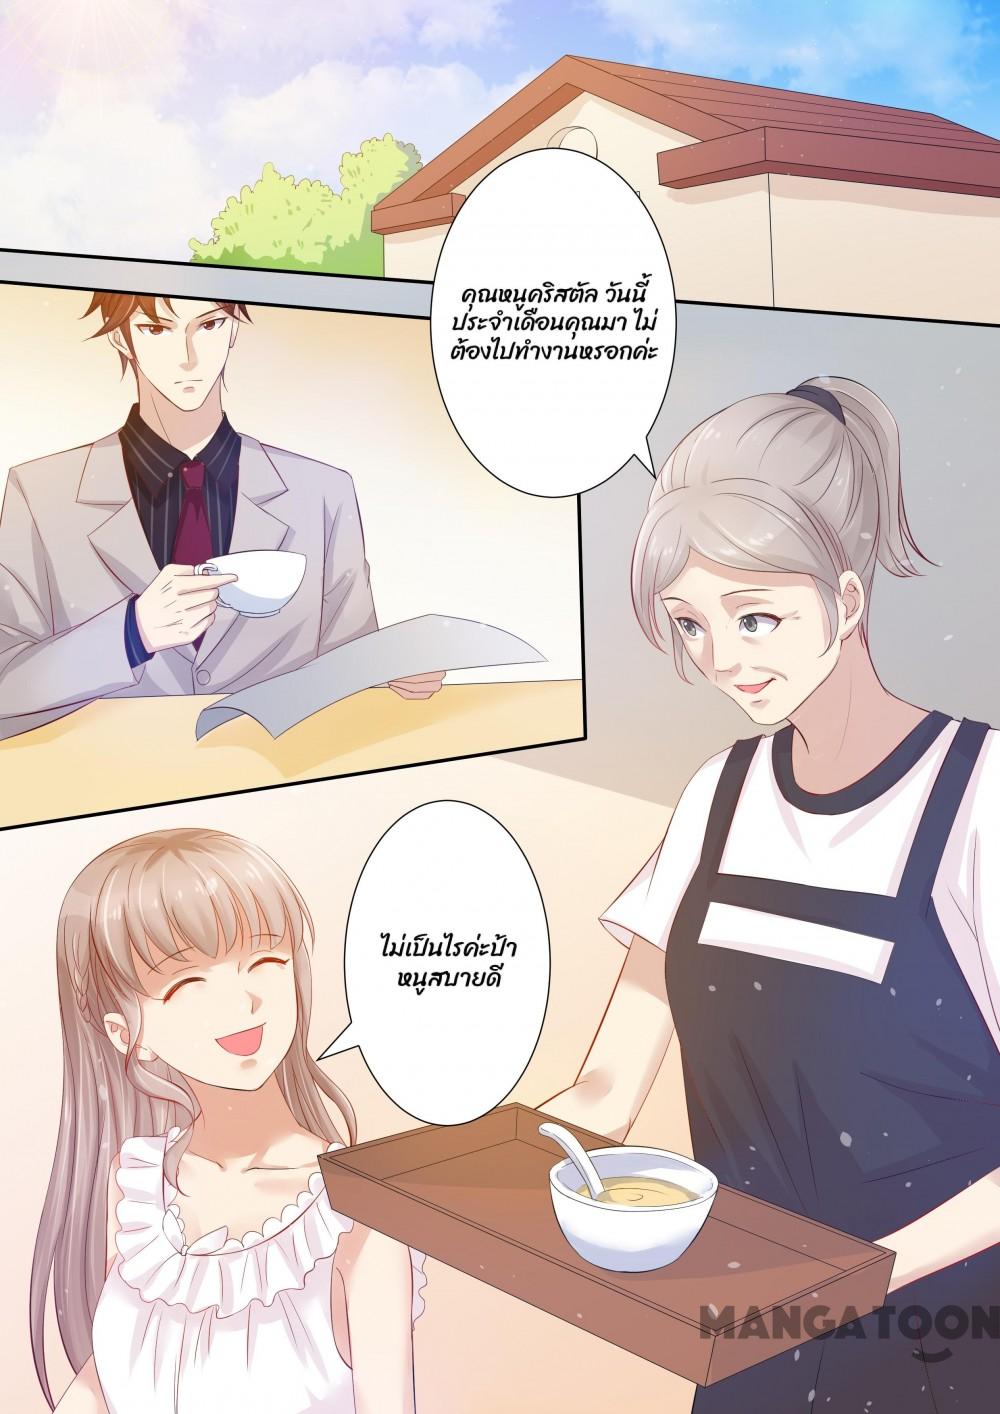 คุณหนูคริสตัล วันนี้
ประจำเดือนคุณมา ไม่
ต้องไปทำงานหรอกค่ะ
ไม่เป็นไรค่ะป้า
หนูสบายดี
MANGATOON